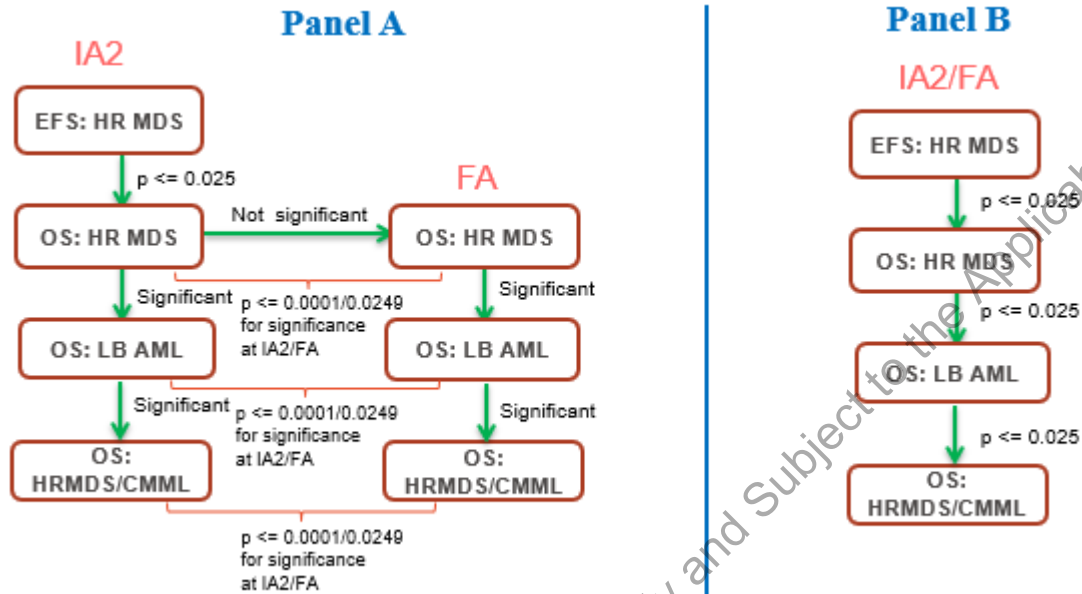 Panel A
IA2
EFS: HR MDS
p <= 0.025
FA
OS: HR MDS
Not significant
OS: HR MDS
Significant
p <= 0.0001/0.0249
for significance
at IA2/FA
Significant
OS: LB AML
OS: LB AML
Significant
p <= 0.0001/0.0249
for significance
at IA2/FA
Significant
OS:
HRMDS/CMML
OS:
HRMDS/CMML
p <= 0.0001/0.0249
for significance
at IA2/FA
Panel B
IA2/FA
EFS: HR MDS
p <= 0.025
OS: HR MDS
p <= 0.025
OS: LB AML
p <= 0.025
OS:
HRMDS/CMML
and Subject to the